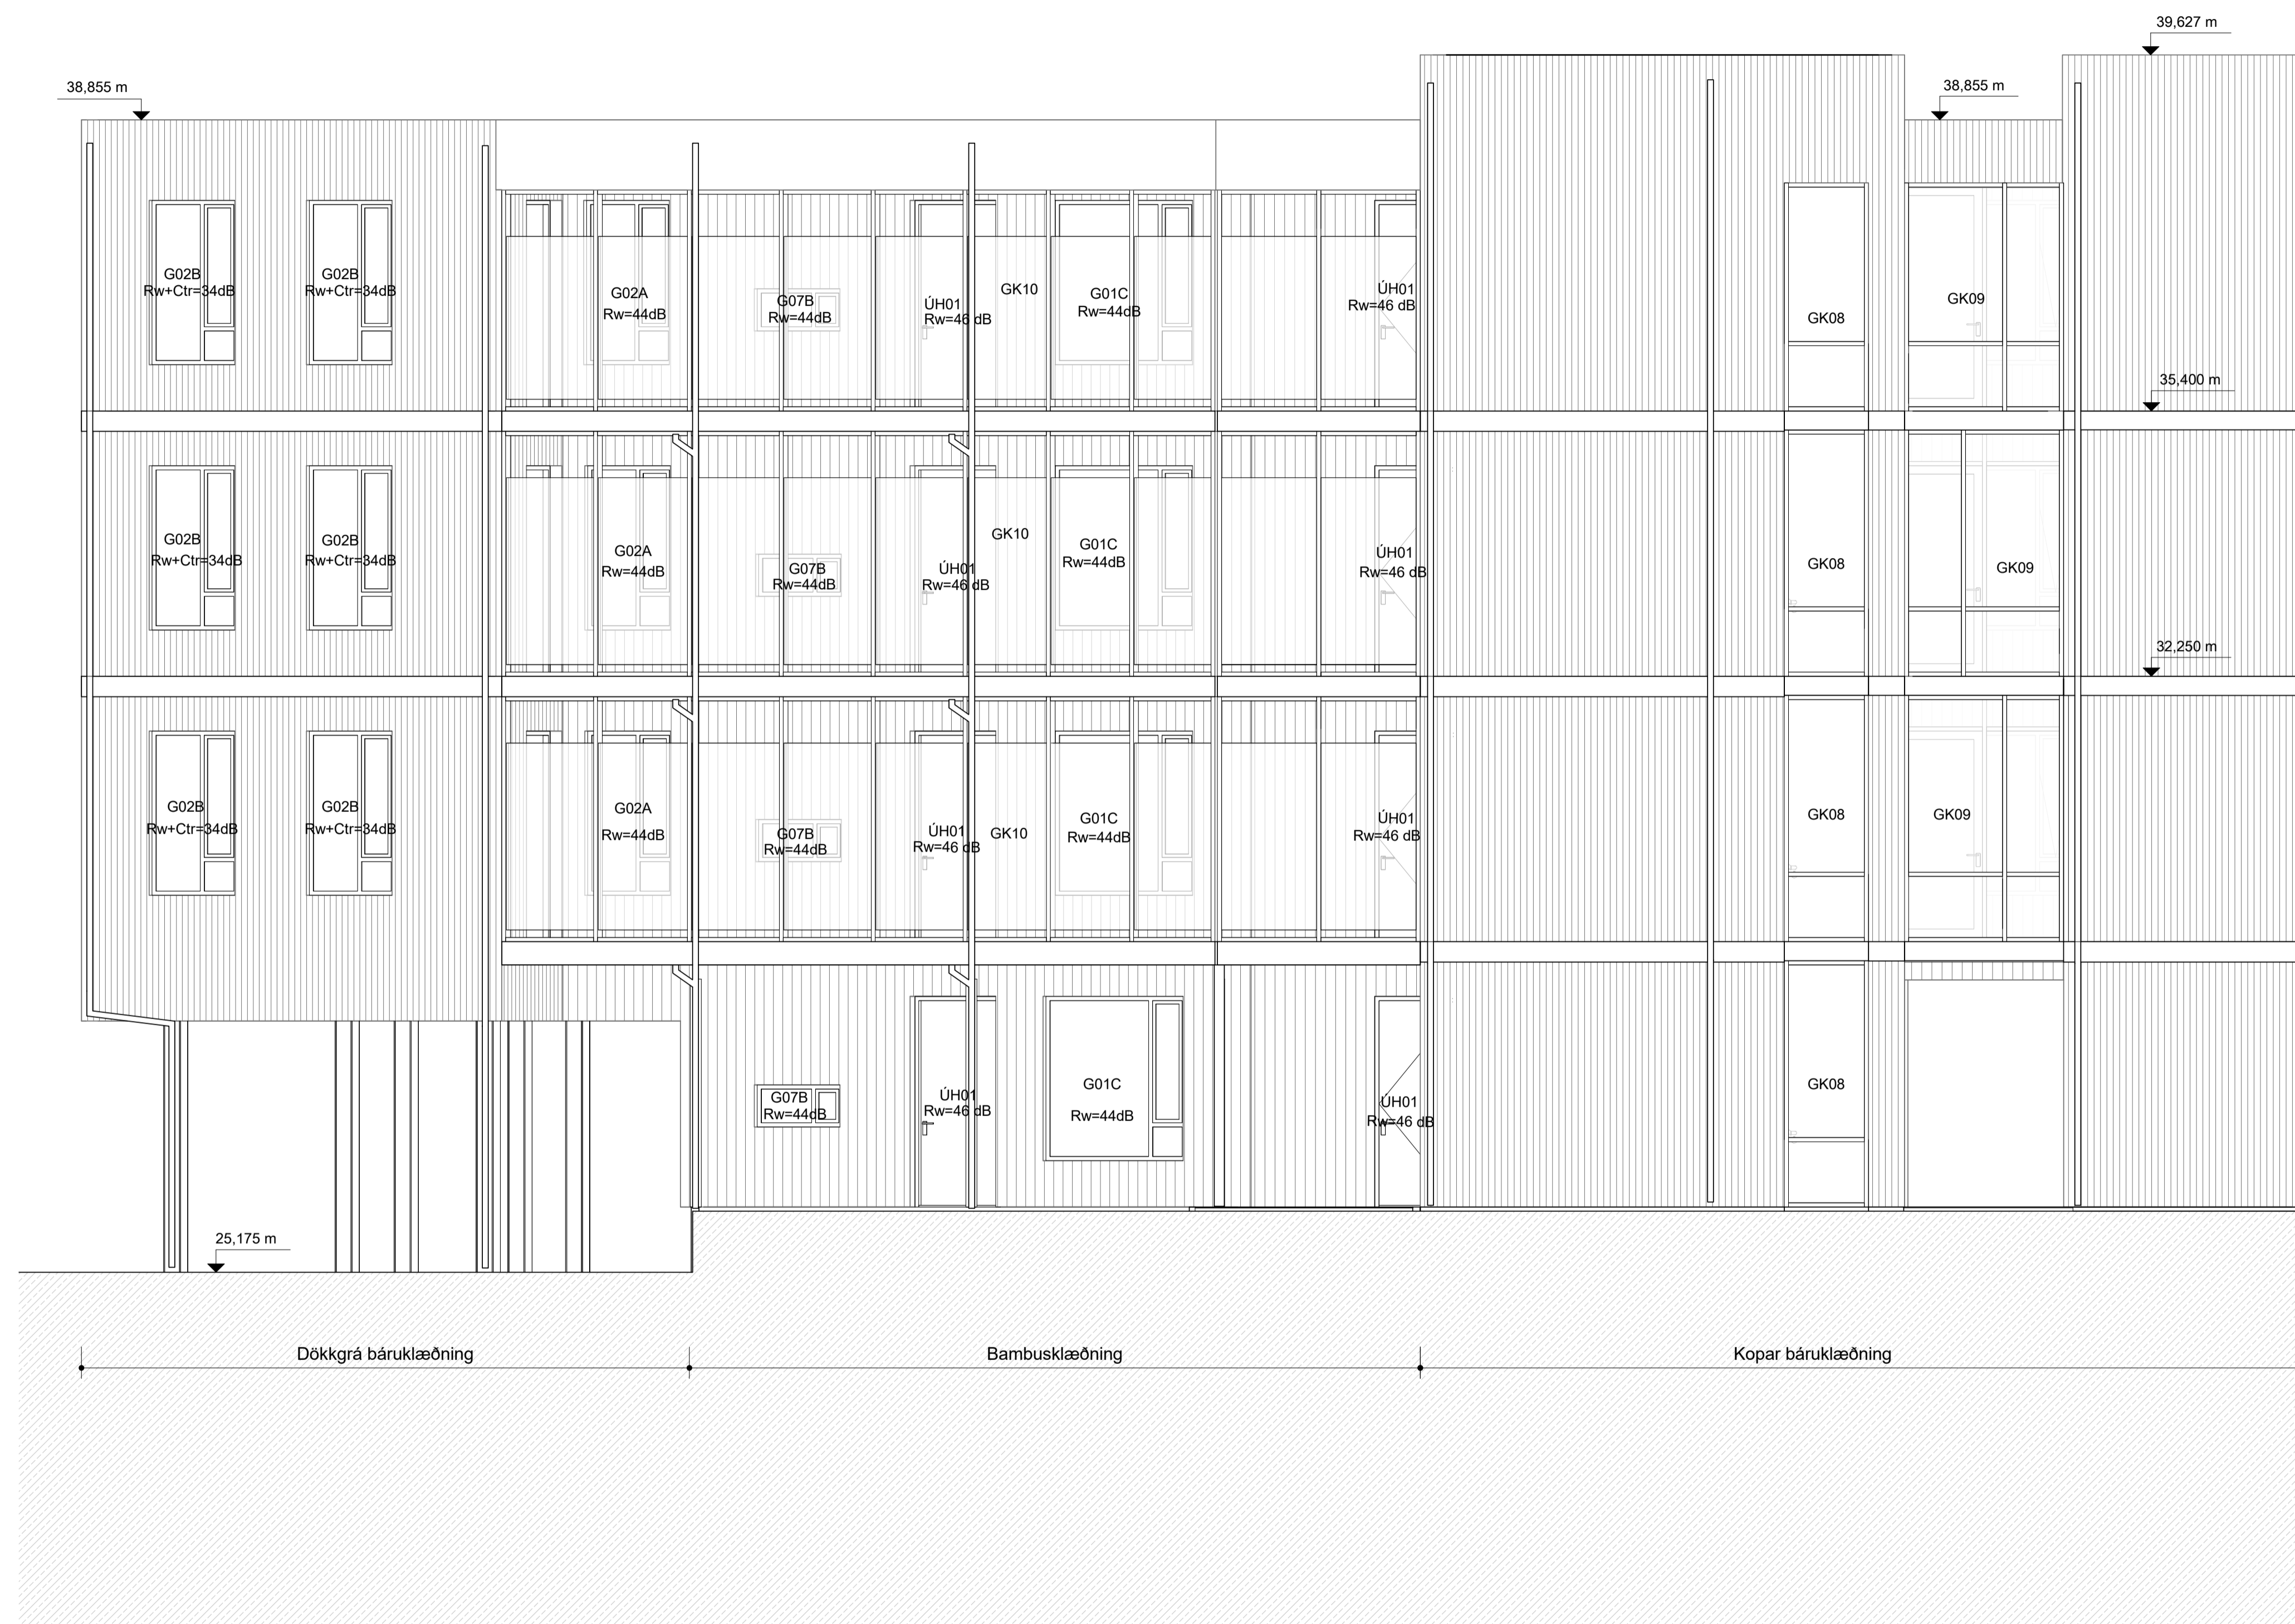 39,627 m
38,855 m
38,855 m
G02B
Rw+Ctr=34dB
G02B
Rw+Ctr=34dB
G02A
Rw=44dB
G07B
Rw=44dB
ÚH01
Rw=46 dB
GK10
G01C
Rw=44dB
ÚH01
Rw=46 dB
GK08
GK09
35,400 m
G02B
Rw+Ctr=34dB
G02B
Rw+Ctr=34dB
G02A
Rw=44dB
G07B
Rw=44dB
ÚH01
Rw=46 dB
GK10
G01C
Rw=44dB
ÚH01
Rw=46 dB
GK08
GK09
32,250 m
G02B
Rw+Ctr=34dB
G02B
Rw+Ctr=34dB
G02A
Rw=44dB
G07B
Rw=44dB
ÚH01
Rw=46 dB
GK10
G01C
Rw=44dB
ÚH01
Rw=46 dB
GK08
GK09
G07B
Rw=44dB
ÚH01
Rw=46 dB
G01C
Rw=44dB
ÚH01
Rw=46 dB
GK08
25,175 m
Dökkgrá báruklæðning
Bambusklæðning
Kopar báruklæðning